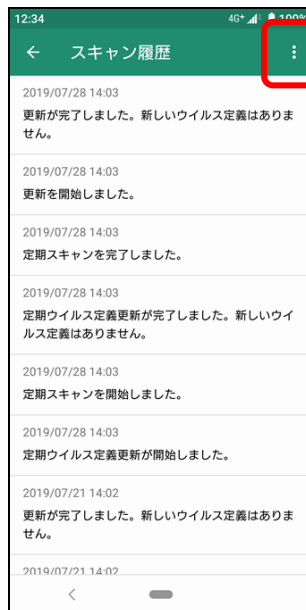 12:34 4G+ 100%
スキャン履歴
2019/07/28 14:03
更新が完了しました。新しいウイルス定義はありま
せん。
2019/07/28 14:03
更新を開始しました。
2019/07/28 14:03
定期スキャンを完了しました。
2019/07/28 14:03
定期ウイルス定義更新が完了しました。新しいウイ
ルス定義はありません。
2019/07/28 14:03
定期スキャンを開始しました。
2019/07/28 14:03
定期ウイルス定義更新が開始しました。
2019/07/21 14:02
更新が完了しました。新しいウイルス定義はありま
せん。
2019/07/21 14:02